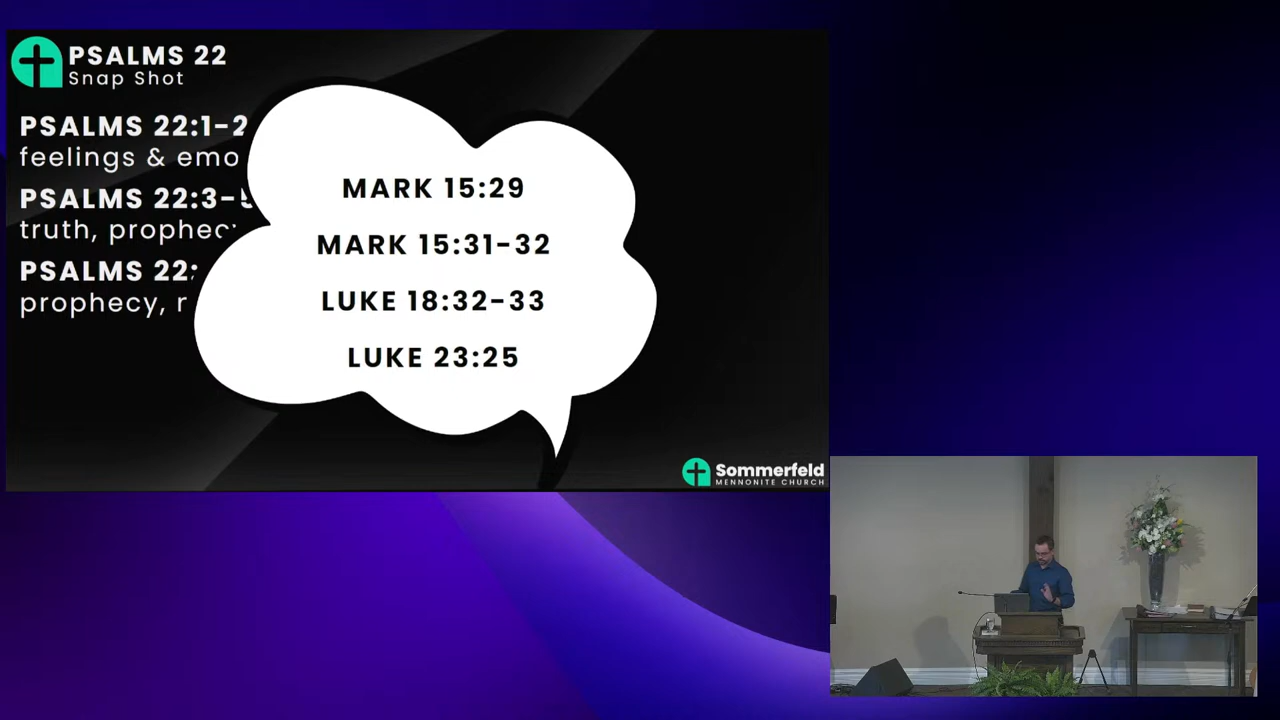 PSALMS 22
Snap Shot
PSALMS 22:1-2
feelings & emo
PSALMS 22:3-5
truth, prophec
PSALMS 22:
prophecy, r
MARK 15:29
MARK 15:31-32
LUKE 18:32-33
LUKE 23:25
Sommerfeld
MENNONITE CHURCH